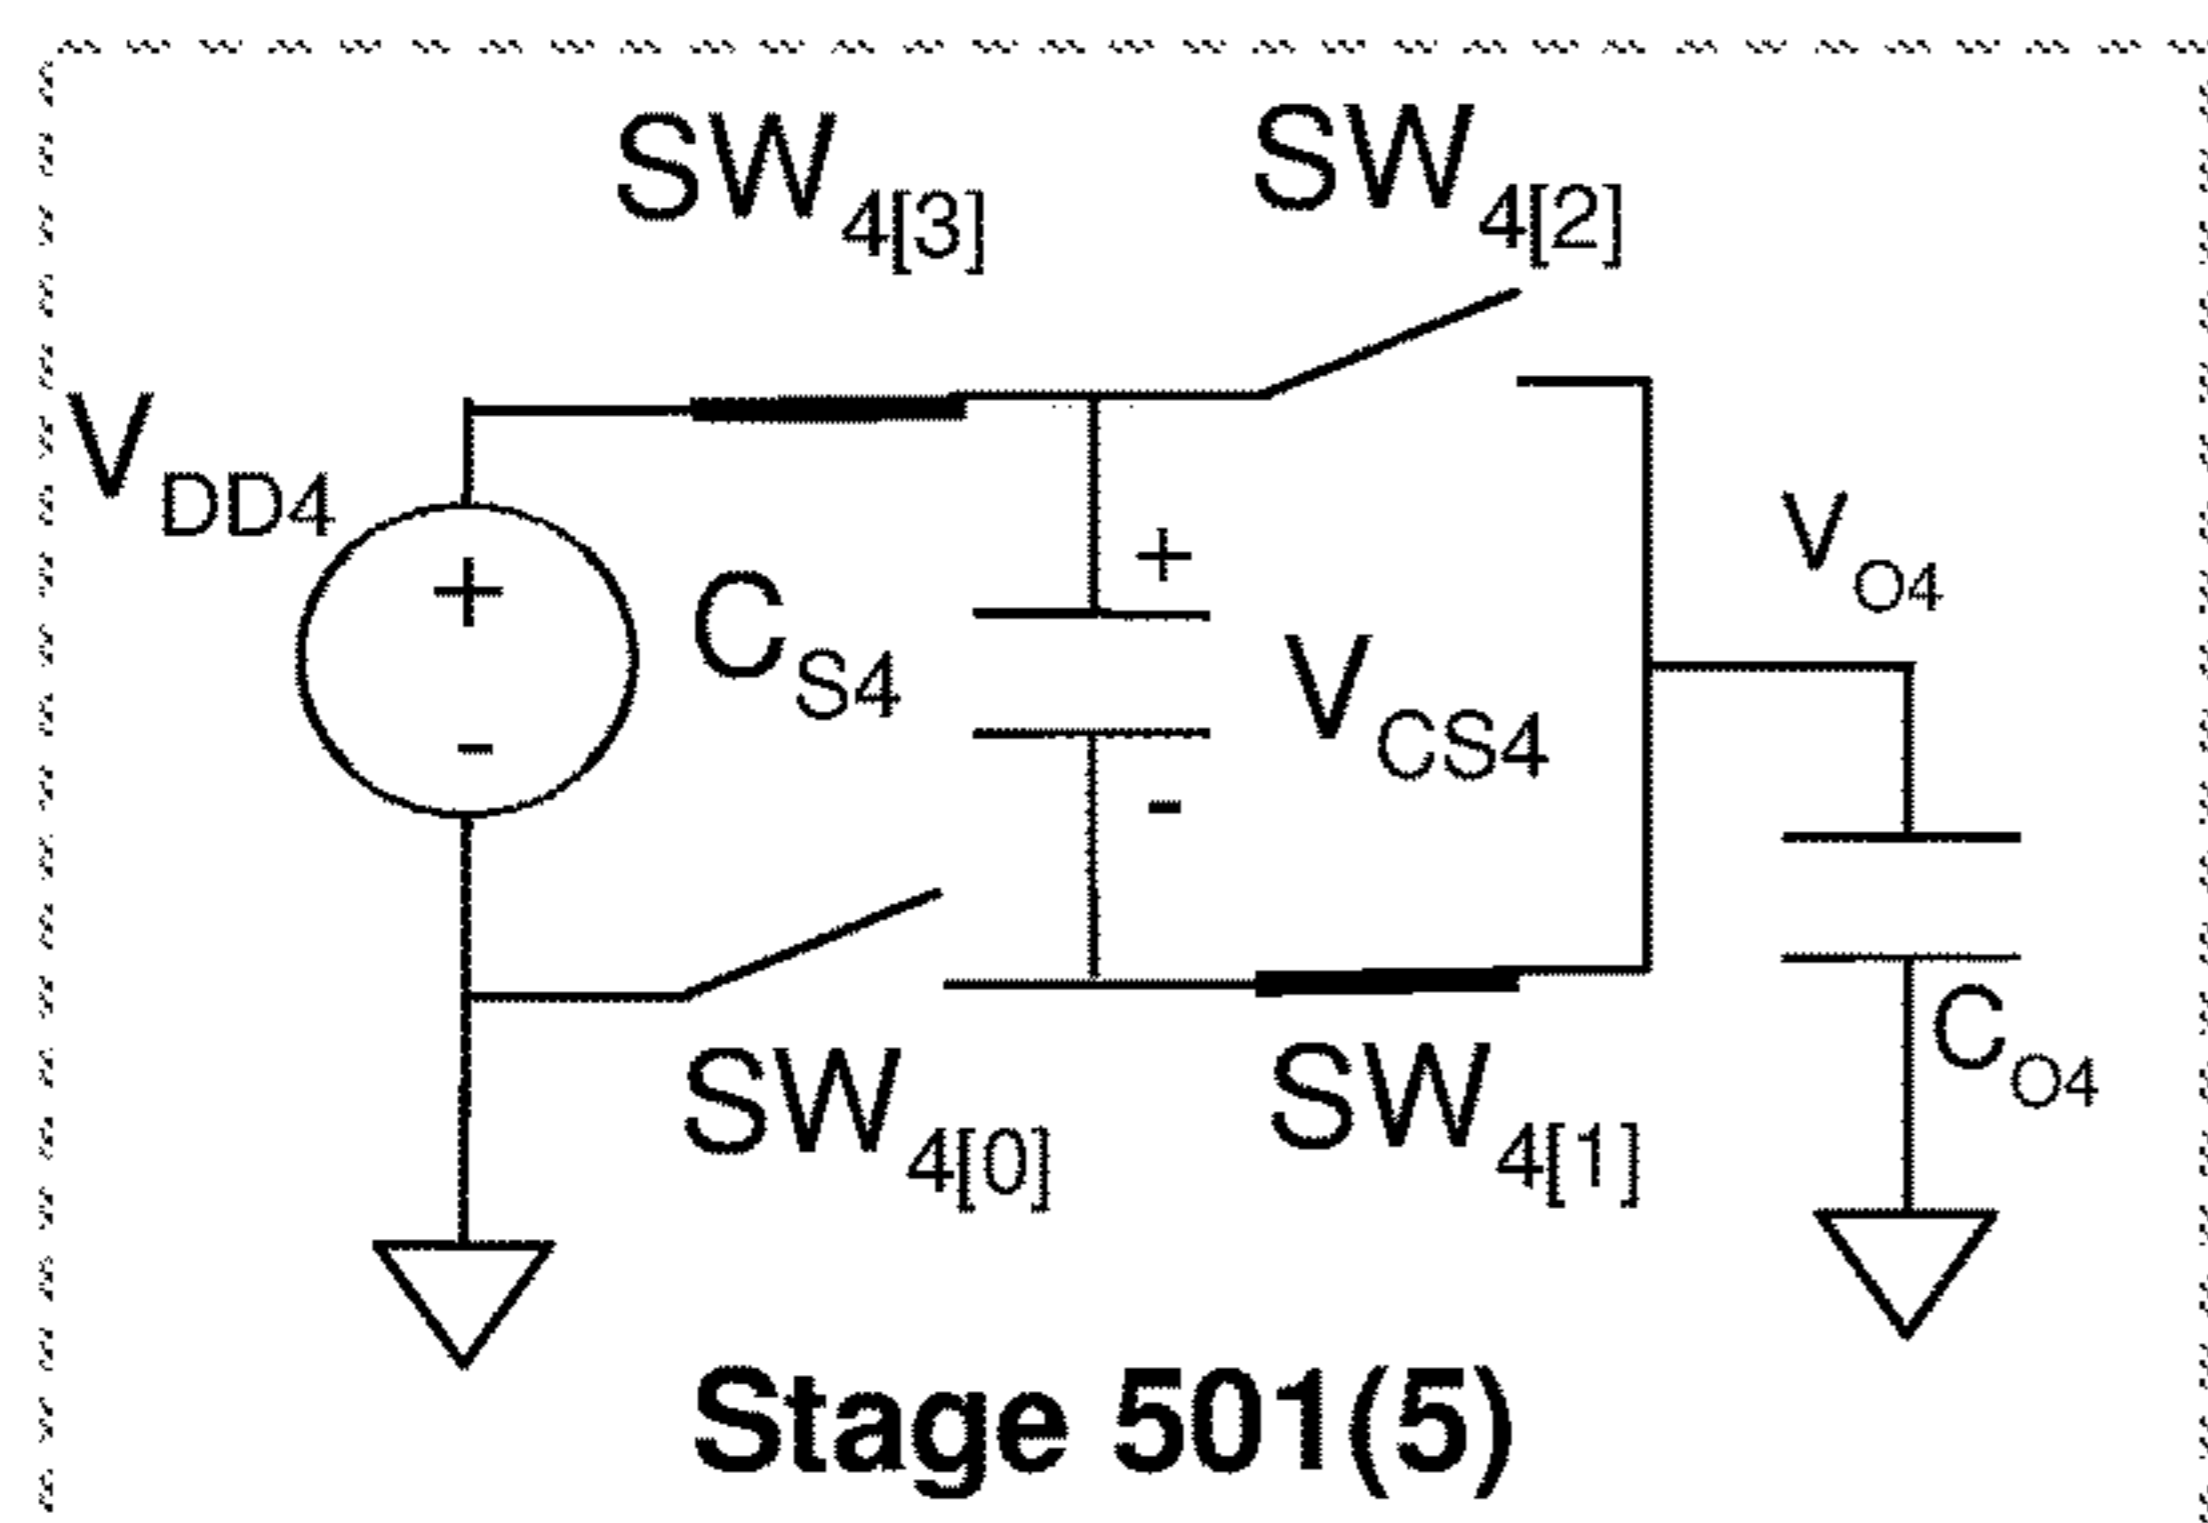 SW4[3] SW4[2]
VDD4
+
-
CS4
+
VCS4
-
VO4
CO4
SW4[0] SW4[1]
Stage 501(5)